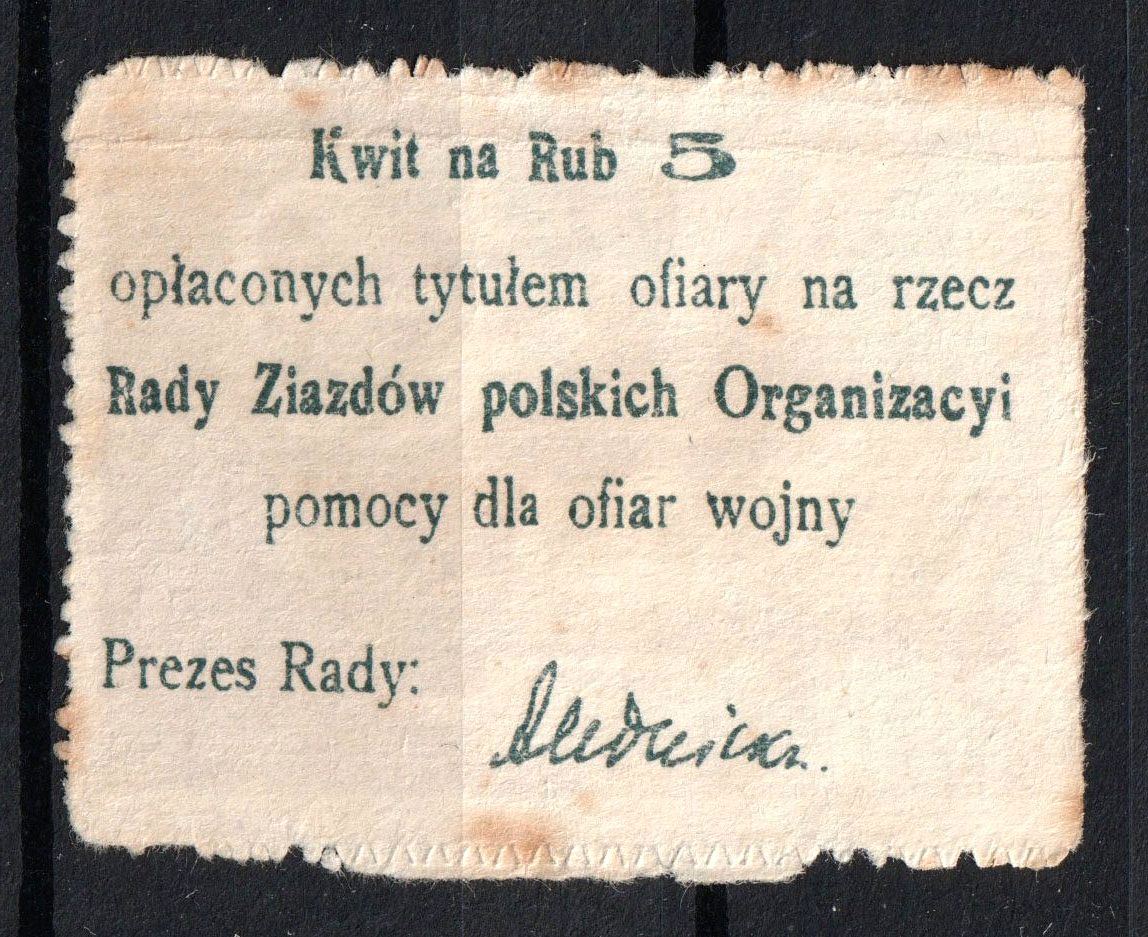 Kwit na Rub 5
opłaconych tytułem ofiary na rzecz
Rady Ziazdów polskich Organizacyi
pomocy dla ofiar wojny
Prezes Rady: